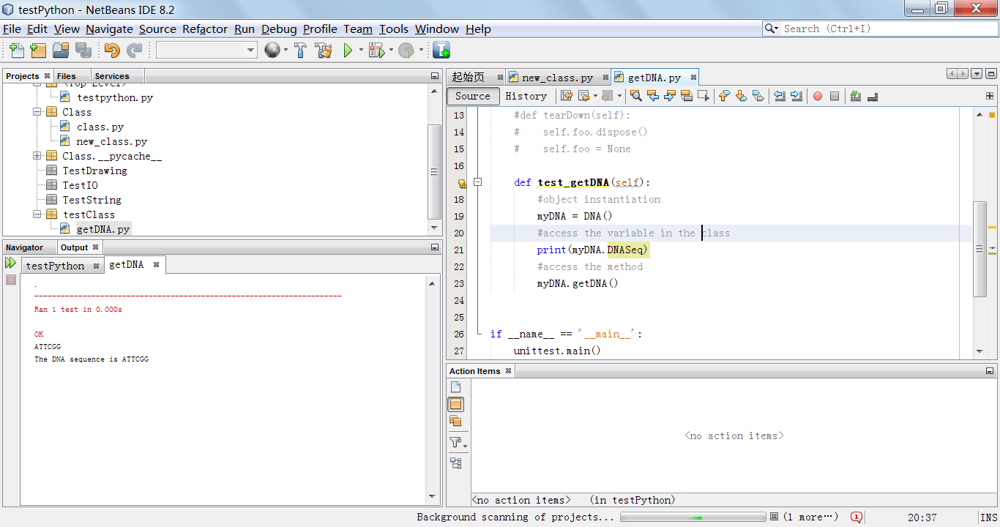 testPython - NetBeans IDE 8.2
File Edit View Navigate Source Refactor Run Debug Profile Team Tools Window Help
Search (Ctrl+I)
Projects Files Services
<Top Level>
testpython.py
Class
class.py
new_class.py
Class.__pycache__
TestDrawing
TestIO
TestString
testClass
getDNA.py
Navigator Output
testPython getDNA
.
----------------------------------------------------------------------
Ran 1 test in 0.000s
OK
ATTCGG
The DNA sequence is ATTCGG
起始页 new_class.py getDNA.py
Source History
13 #def tearDown(self):
14 #    self.foo.dispose()
15 #    self.foo = None
16
def test_getDNA(self):
18 #object instantiation
19 myDNA = DNA()
20 #access the variable in the class
21 print(myDNA.DNASeq)
22 #access the method
23 myDNA.getDNA()
24
25
26 if __name__ == '__main__':
27 unittest.main()
Action Items
<no action items>
<no action items> (in testPython)
Background scanning of projects... (1 more…) 1 20:37 INS